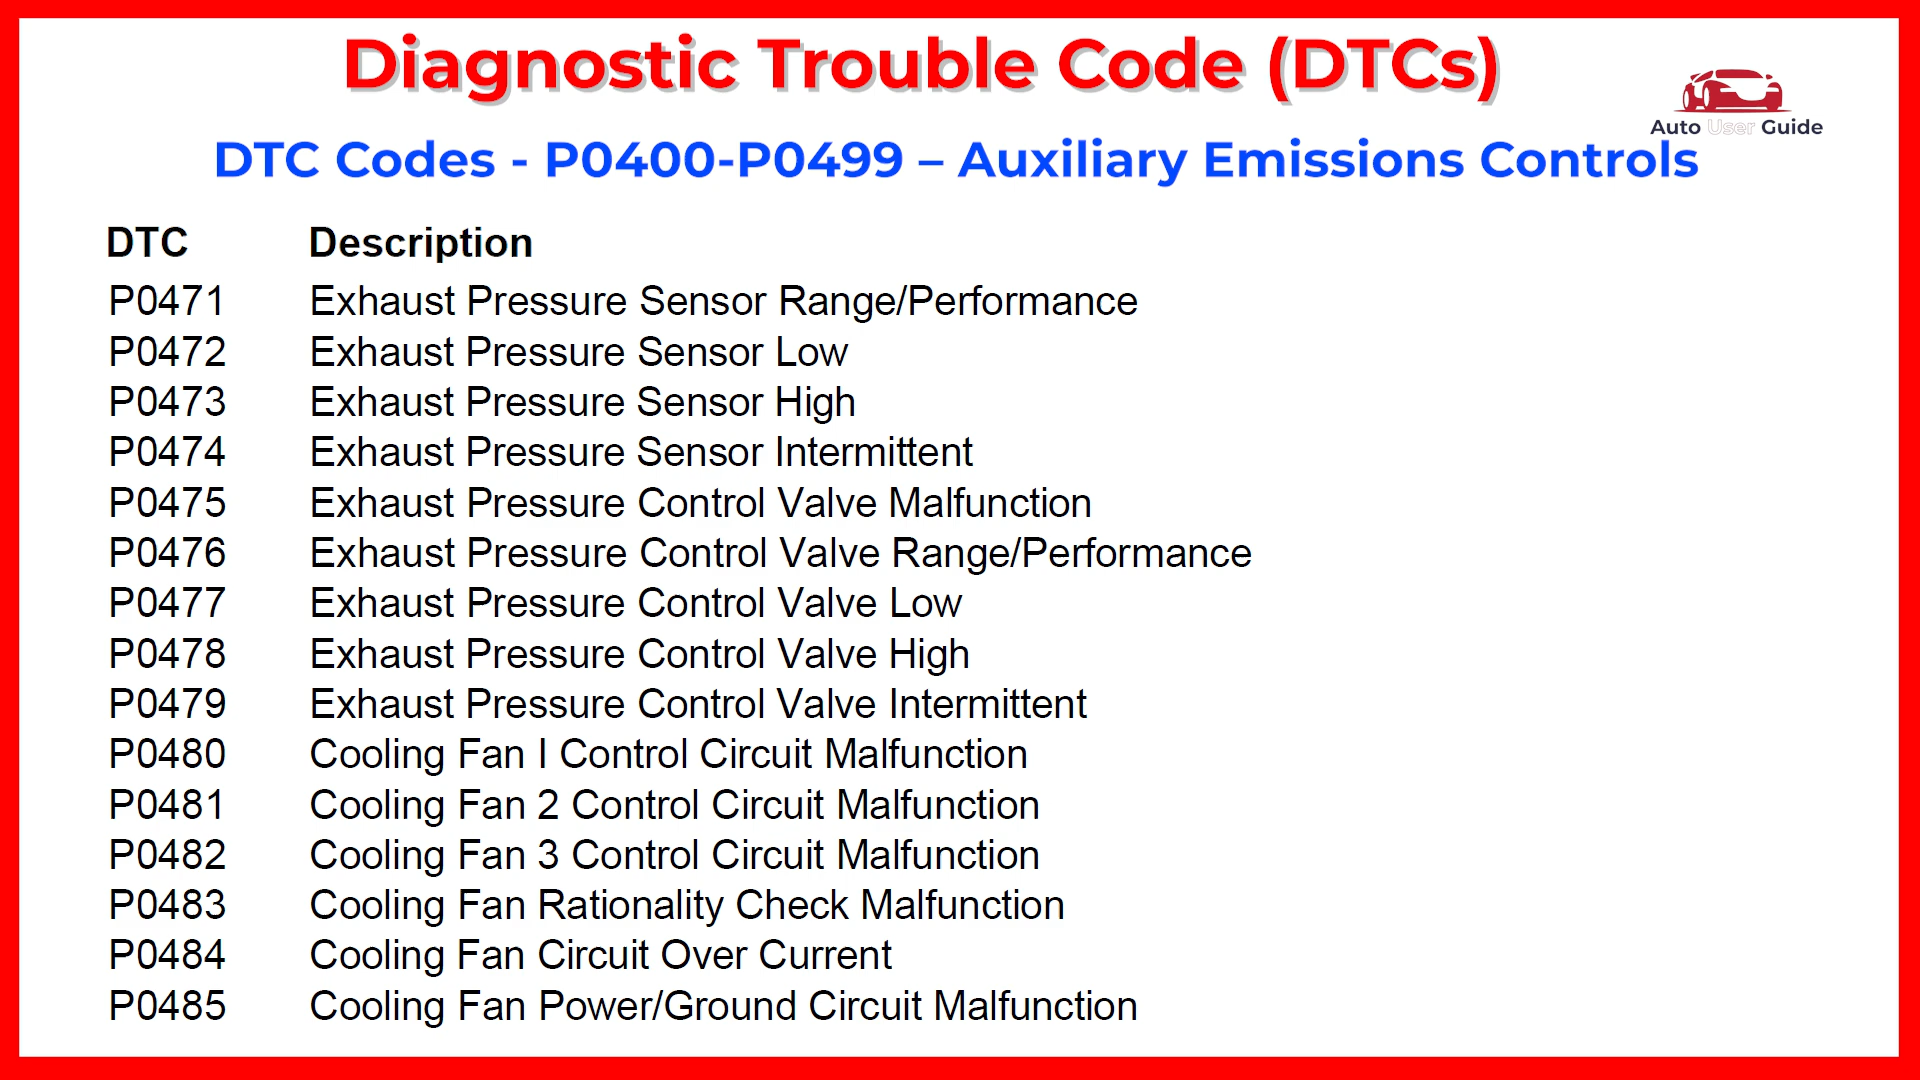 Diagnostic Trouble Code (DTCs)
Auto User Guide
DTC Codes - P0400-P0499 – Auxiliary Emissions Controls
DTC Description
P0471 Exhaust Pressure Sensor Range/Performance
P0472 Exhaust Pressure Sensor Low
P0473 Exhaust Pressure Sensor High
P0474 Exhaust Pressure Sensor Intermittent
P0475 Exhaust Pressure Control Valve Malfunction
P0476 Exhaust Pressure Control Valve Range/Performance
P0477 Exhaust Pressure Control Valve Low
P0478 Exhaust Pressure Control Valve High
P0479 Exhaust Pressure Control Valve Intermittent
P0480 Cooling Fan I Control Circuit Malfunction
P0481 Cooling Fan 2 Control Circuit Malfunction
P0482 Cooling Fan 3 Control Circuit Malfunction
P0483 Cooling Fan Rationality Check Malfunction
P0484 Cooling Fan Circuit Over Current
P0485 Cooling Fan Power/Ground Circuit Malfunction